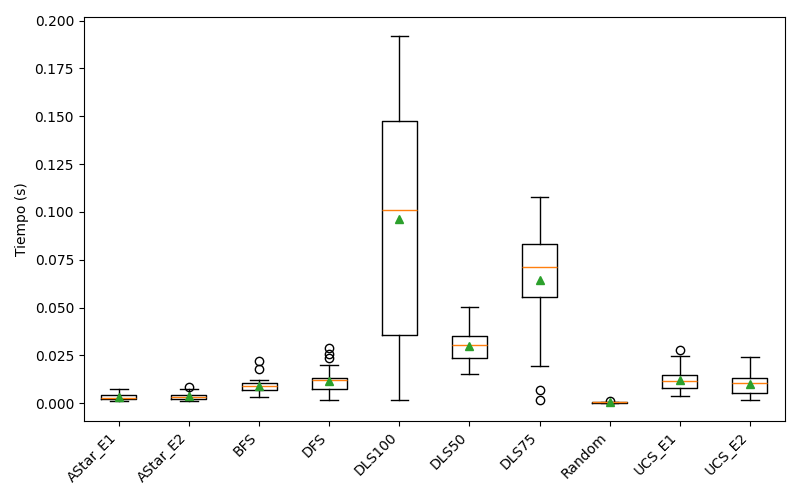 0.200
0.175
0.150
0.125
0.100
0.075
0.050
0.025
0.000
Tiempo (s)
AStar_E1
AStar_E2
BFS
DFS
DLS100
DLS50
DLS75
Random
UCS_E1
UCS_E2